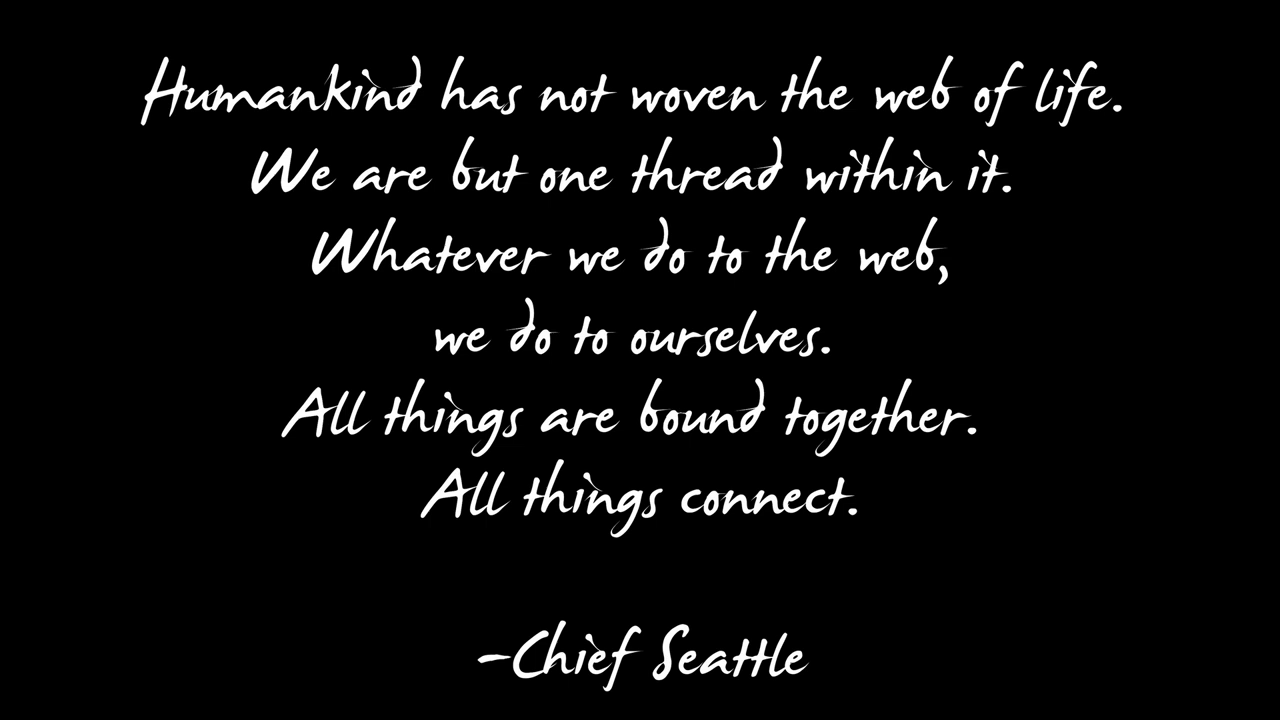 Humankind has not woven the web of life.
We are but one thread within it.
Whatever we do to the web,
we do to ourselves.
All things are bound together.
All things connect.
-Chief Seattle